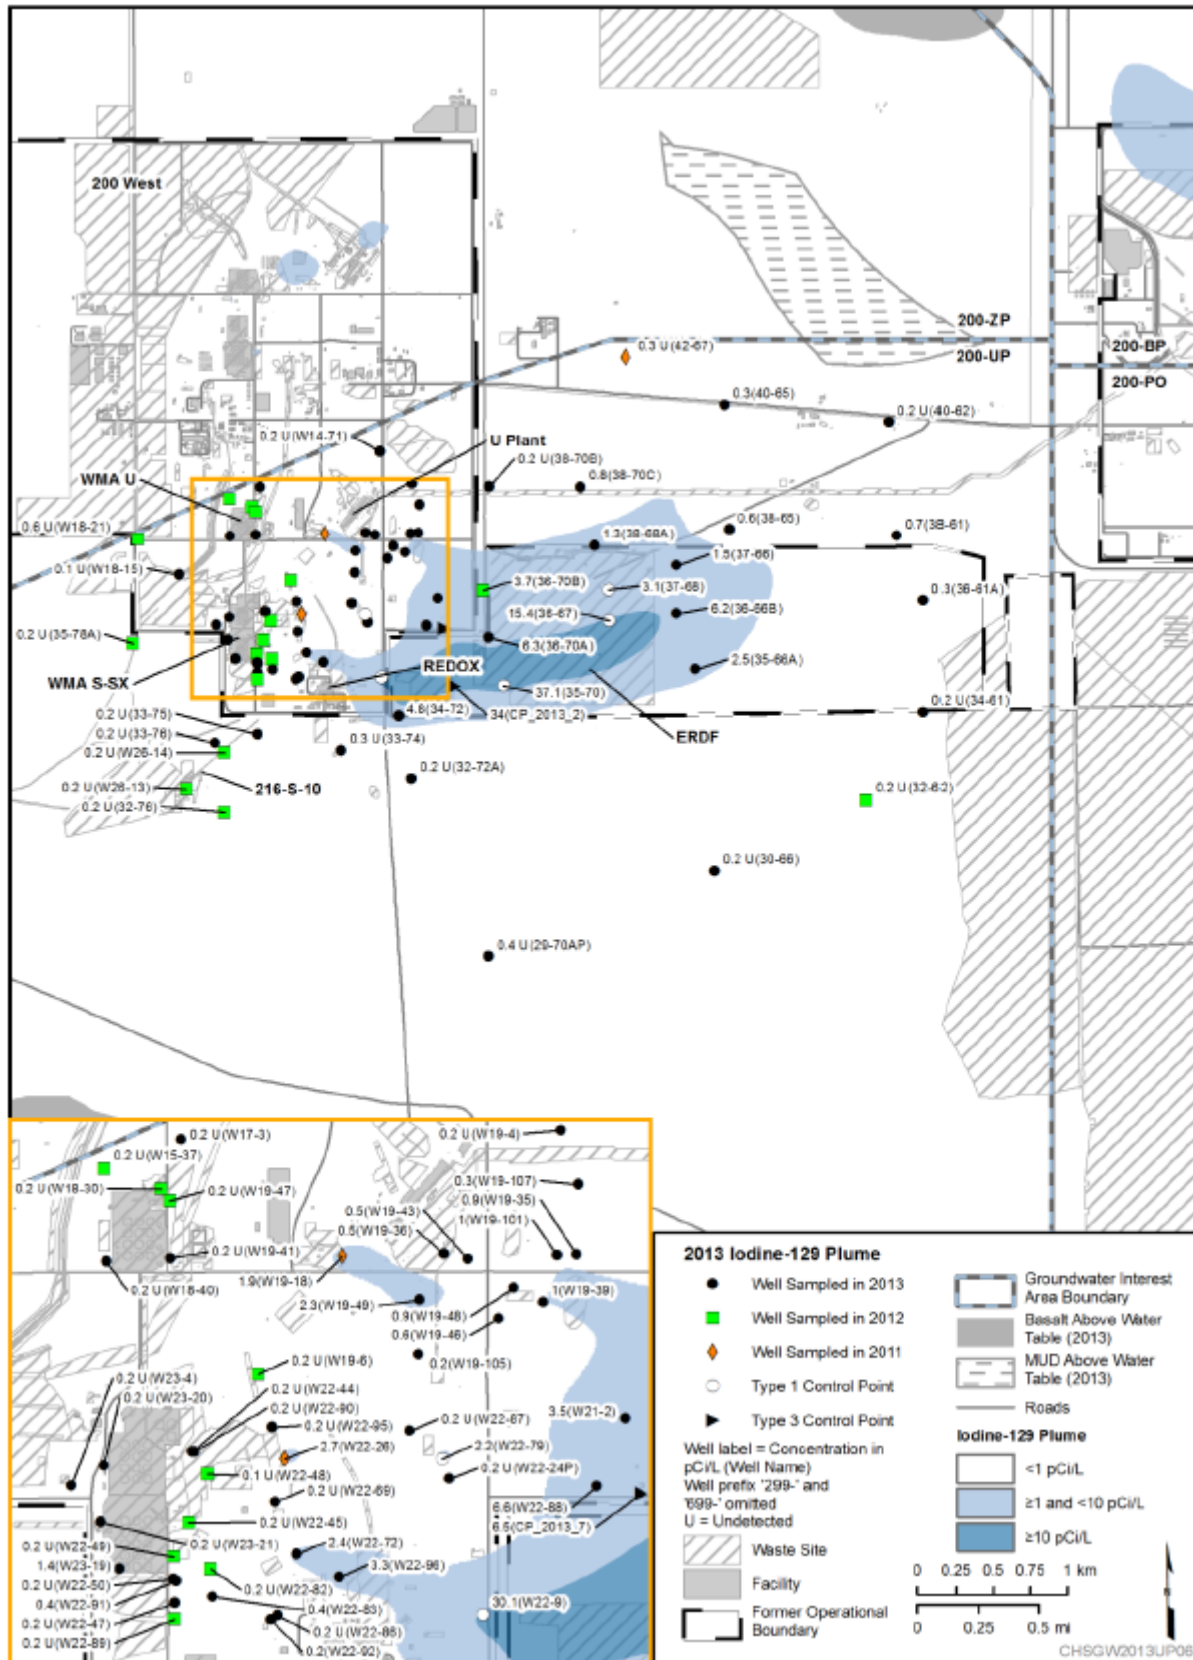 200 West
200-ZP
200-UP
0.3 U(42-67)
200-BP
200-PO
0.3(40-65)
0.2 U(40-62)
0.2 U(W14-71)
U Plant
0.2 U(38-70B)
WMA U
0.8(38-70C)
0.6 U(W18-21)
0.6(38-65)
0.7(38-61)
1.3(38-68A)
1.5(37-66)
0.1 U(W18-15)
3.7(36-70B)
3.1(37-68)
0.3(36-61A)
15.4(36-67)
6.2(36-66B)
0.2 U(35-78A)
6.3(36-70A)
REDOX
2.5(35-66A)
WMA S-SX
37.1(35-70)
4.8(34-72)
34(CP_2013_2)
0.2 U(34-61)
0.2 U(33-75)
0.2 U(33-76)
ERDF
0.2 U(W26-14)
0.3 U(33-74)
0.2 U(32-72A)
0.2 U(W26-13)
216-S-10
0.2 U(32-76)
0.2 U(32-62)
0.2 U(30-66)
0.4 U(29-70AP)
0.2 U(W17-3)
0.2 U(W19-4)
0.2 U(W15-37)
0.2 U(W18-30)
0.2 U(W19-47)
0.3(W19-107)
0.9(W19-35)
0.5(W19-43)
1(W19-101)
0.5(W19-36)
0.2 U(W19-41)
0.2 U(W18-40)
1.9(W19-18)
2.3(W19-49)
0.9(W19-48)
1(W19-39)
0.6(W19-46)
0.2(W19-105)
0.2 U(W19-6)
0.2 U(W23-4)
0.2 U(W23-20)
0.2 U(W22-44)
0.2 U(W22-90)
0.2 U(W22-95)
0.2 U(W22-87)
3.5(W21-2)
2.7(W22-26)
2.2(W22-79)
0.1 U(W22-48)
0.2 U(W22-24P)
0.2 U(W22-69)
6.6(W22-88)
0.2 U(W22-45)
6.5(CP_2013_7)
0.2 U(W23-21)
0.2 U(W22-49)
2.4(W22-72)
1.4(W23-19)
3.3(W22-96)
0.2 U(W22-50)
0.2 U(W22-82)
0.4(W22-91)
0.4(W22-83)
30.1(W22-9)
0.2 U(W22-47)
0.2 U(W22-86)
0.2 U(W22-89)
0.2(W22-92)
2013 Iodine-129 Plume
Well Sampled in 2013
Well Sampled in 2012
Well Sampled in 2011
Type 1 Control Point
Type 3 Control Point
Well label = Concentration in
pCi/L (Well Name)
Well prefix '299-' and
'699-' omitted
U = Undetected
Waste Site
Facility
Former Operational
Boundary
Groundwater Interest
Area Boundary
Basalt Above Water
Table (2013)
MUD Above Water
Table (2013)
Roads
Iodine-129 Plume
<1 pCi/L
≥1 and <10 pCi/L
≥10 pCi/L
0 0.25 0.5 0.75 1 km
0 0.25 0.5 mi
CHSGW2013UP06